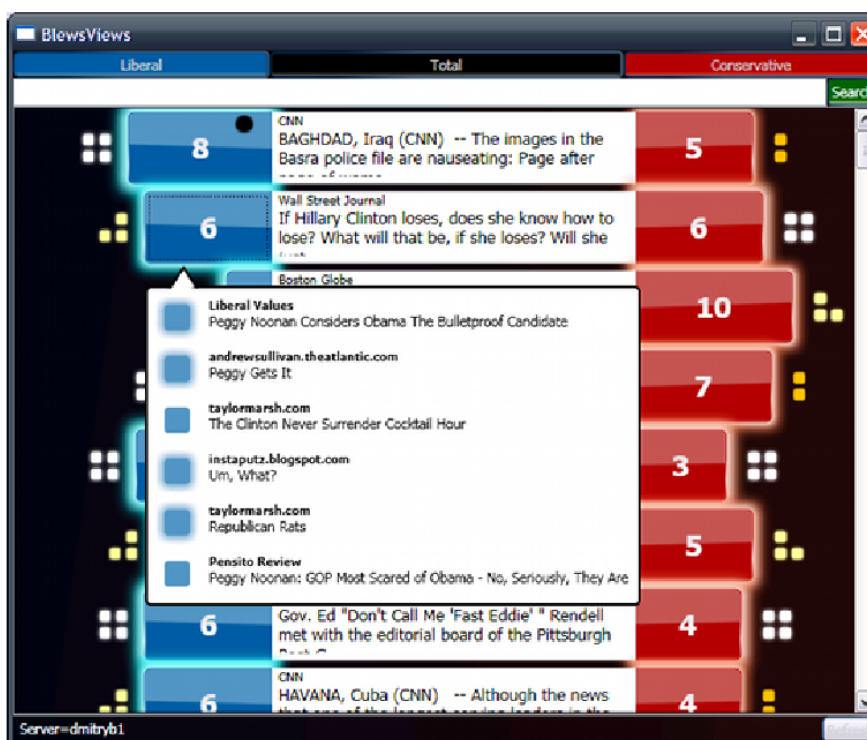 BlewsViews
Liberal Total Conservative
Search
CNN
8 BAGHDAD, Iraq (CNN) -- The images in the 5
Basra police file are nauseating: Page after
Wall Street Journal
6 If Hillary Clinton loses, does she know how to 6
lose? What will that be, if she loses? Will she
Boston Globe
10
Liberal Values
Peggy Noonan Considers Obama The Bulletproof Candidate
andrewsullivan.theatlantic.com
Peggy Gets It
7
taylormarsh.com
The Clinton Never Surrender Cocktail Hour
instaputz.blogspot.com
Um, What?
3
taylormarsh.com
Republican Rats
5
Pensito Review
Peggy Noonan: GOP Most Scared of Obama - No, Seriously, They Are
6 Gov. Ed "Don't Call Me 'Fast Eddie' " Rendell 4
met with the editorial board of the Pittsburgh
CNN
6 HAVANA, Cuba (CNN) -- Although the news 4
Server=dmitryb1